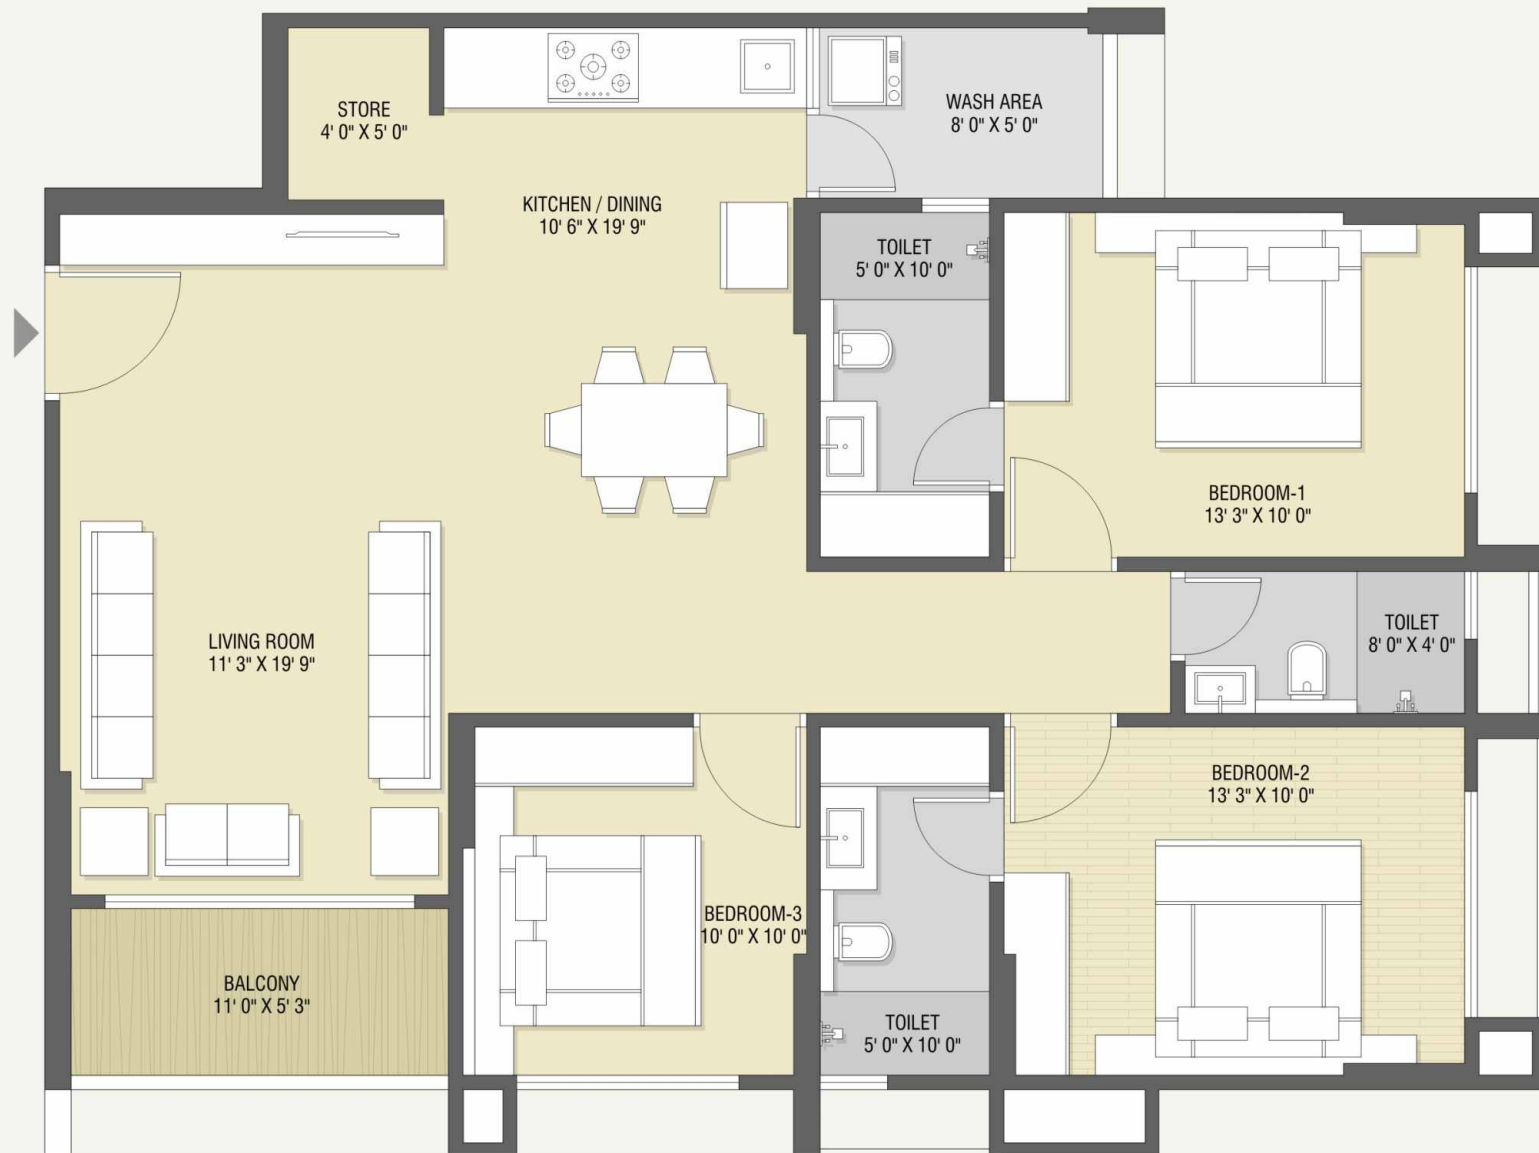 STORE
4' 0" X 5' 0"
WASH AREA
8' 0" X 5' 0"
KITCHEN / DINING
10' 6" X 19' 9"
TOILET
5' 0" X 10' 0"
BEDROOM-1
13' 3" X 10' 0"
LIVING ROOM
11' 3" X 19' 9"
TOILET
8' 0" X 4' 0"
BEDROOM-2
13' 3" X 10' 0"
BEDROOM-3
10' 0" X 10' 0"
BALCONY
11' 0" X 5' 3"
TOILET
5' 0" X 10' 0"